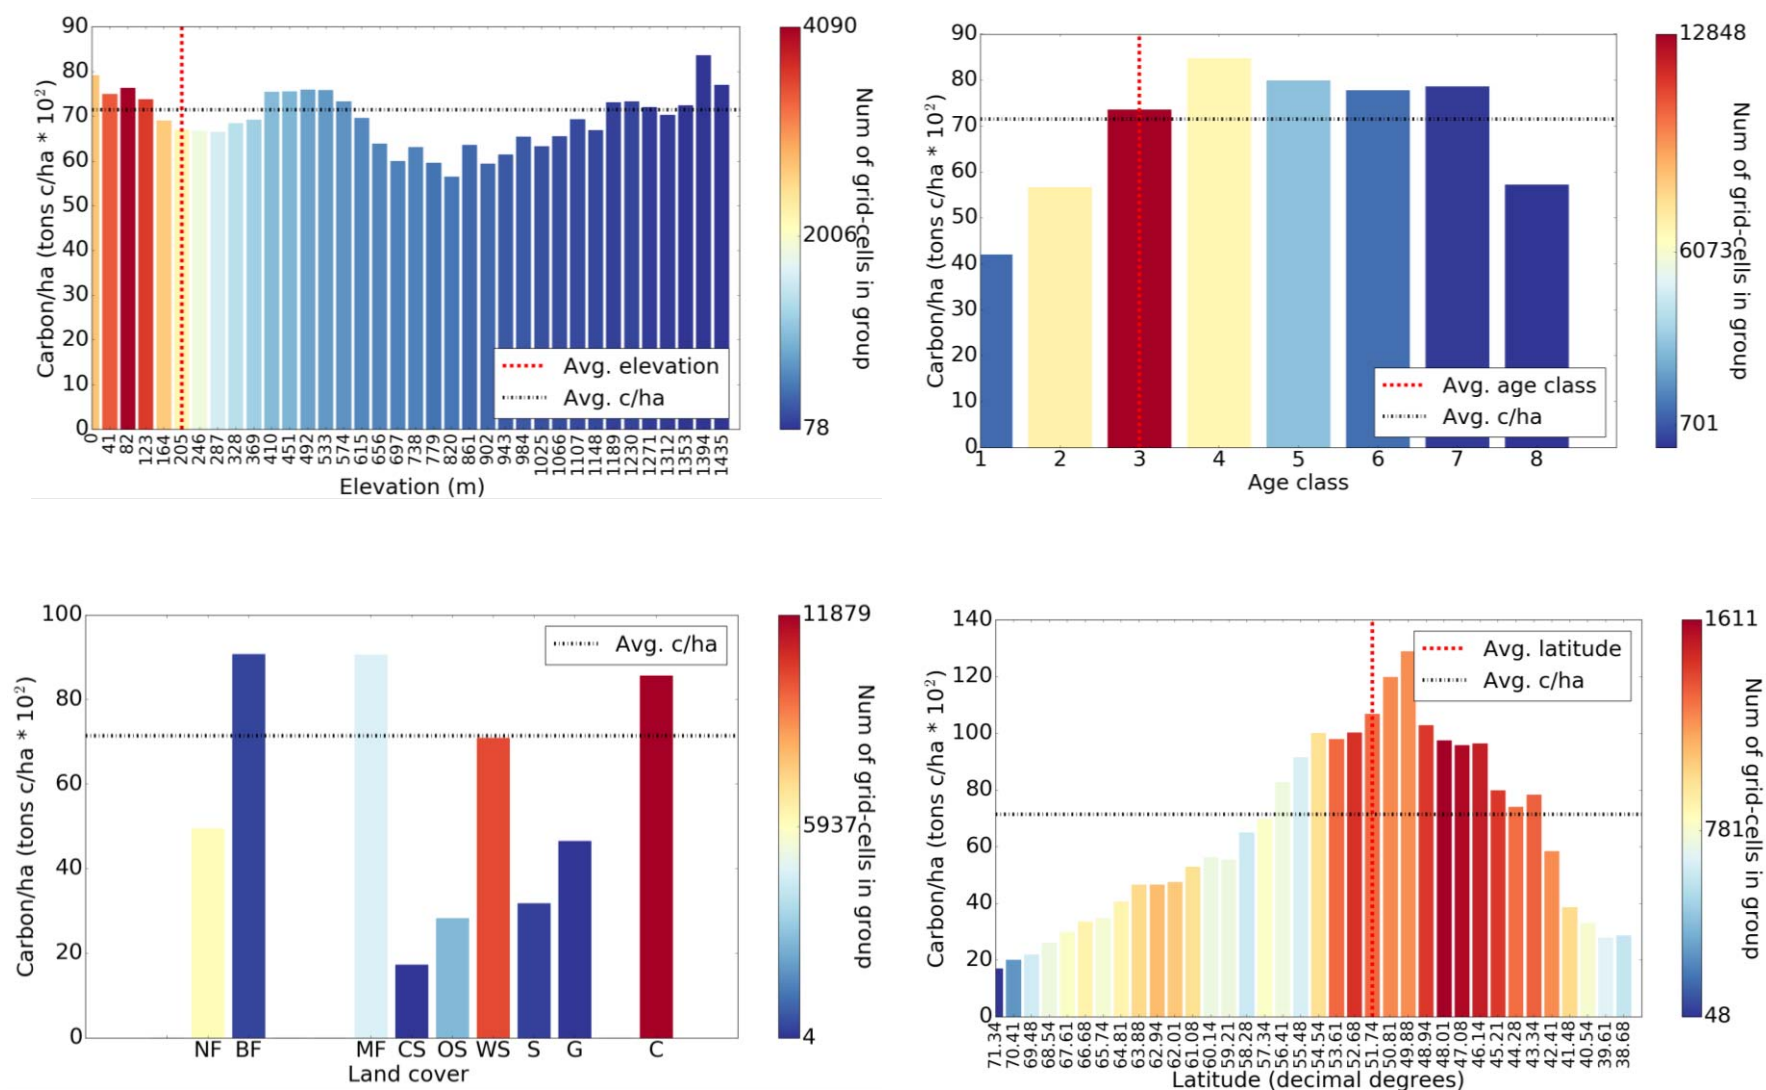 90
80
70
60
50
40
30
20
10
0
Carbon/ha (tons c/ha * 10²)
Avg. elevation
Avg. c/ha
0 41 82 123 164 205 246 287 328 369 410 451 492 533 574 615 656 697 738 779 820 861 902 943 984 1025 1066 1107 1148 1189 1230 1271 1312 1353 1394 1435
Elevation (m)
4090
2006
78
Num of grid-cells in group
90
80
70
60
50
40
30
20
10
0
Carbon/ha (tons c/ha * 10²)
Avg. age class
Avg. c/ha
1 2 3 4 5 6 7 8
Age class
12848
6073
701
Num of grid-cells in group
100
80
60
40
20
0
Carbon/ha (tons c/ha * 10²)
Avg. c/ha
NF BF MF CS OS WS S G C
Land cover
11879
5937
4
Num of grid-cells in group
140
120
100
80
60
40
20
0
Carbon/ha (tons c/ha * 10²)
Avg. latitude
Avg. c/ha
71.34 70.41 69.48 68.54 67.61 66.68 65.74 64.81 63.88 62.94 62.01 61.08 60.14 59.21 58.28 57.34 56.41 55.48 54.54 53.61 52.68 51.74 50.81 49.88 48.94 48.01 47.08 46.14 45.21 44.28 43.34 42.41 41.48 40.54 39.61 38.68
Latitude (decimal degrees)
1611
781
48
Num of grid-cells in group